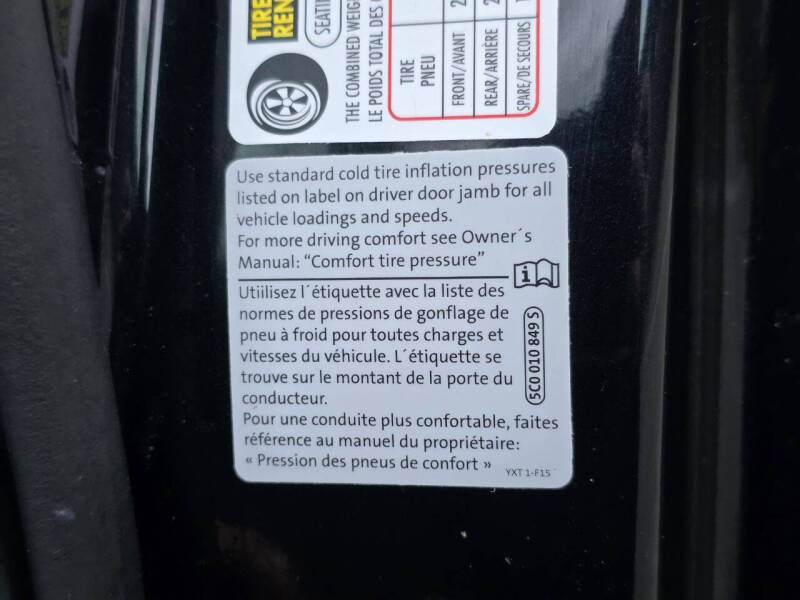 TIRE
SEATI
THE COMBINED WEIGH
LE POIDS TOTAL DES
TIRE
PNEU
FRONT/AVANT 2
REAR/ARRIÈRE 2
SPARE/DE SECOURS
Use standard cold tire inflation pressures
listed on label on driver door jamb for all
vehicle loadings and speeds.
For more driving comfort see Owner´s
Manual: “Comfort tire pressure”
i
Utiilisez l´étiquette avec la liste des
normes de pressions de gonflage de
pneu à froid pour toutes charges et
vitesses du véhicule. L´étiquette se
trouve sur le montant de la porte du
conducteur.
Pour une conduite plus confortable, faites
référence au manuel du propriétaire:
« Pression des pneus de confort »
5C0 010 849 S
YXT 1-F15